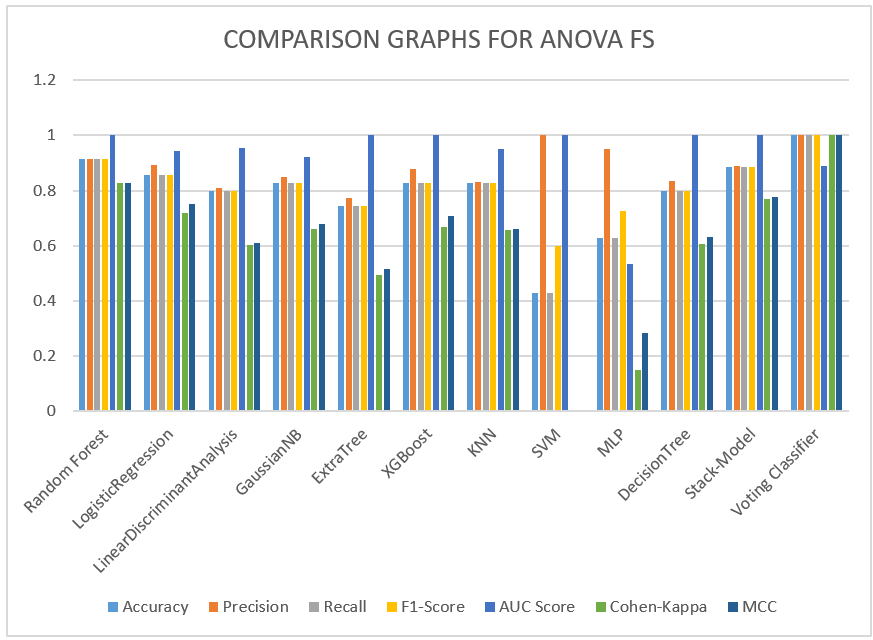 COMPARISON GRAPHS FOR ANOVA FS
1.2
1
0.8
0.6
0.4
0.2
0
Random Forest
LogisticRegression
LinearDiscriminantAnalysis
GaussianNB
ExtraTree
XGBoost
KNN
SVM
MLP
DecisionTree
Stack-Model
Voting Classifier
Accuracy Precision Recall F1-Score AUC Score Cohen-Kappa MCC